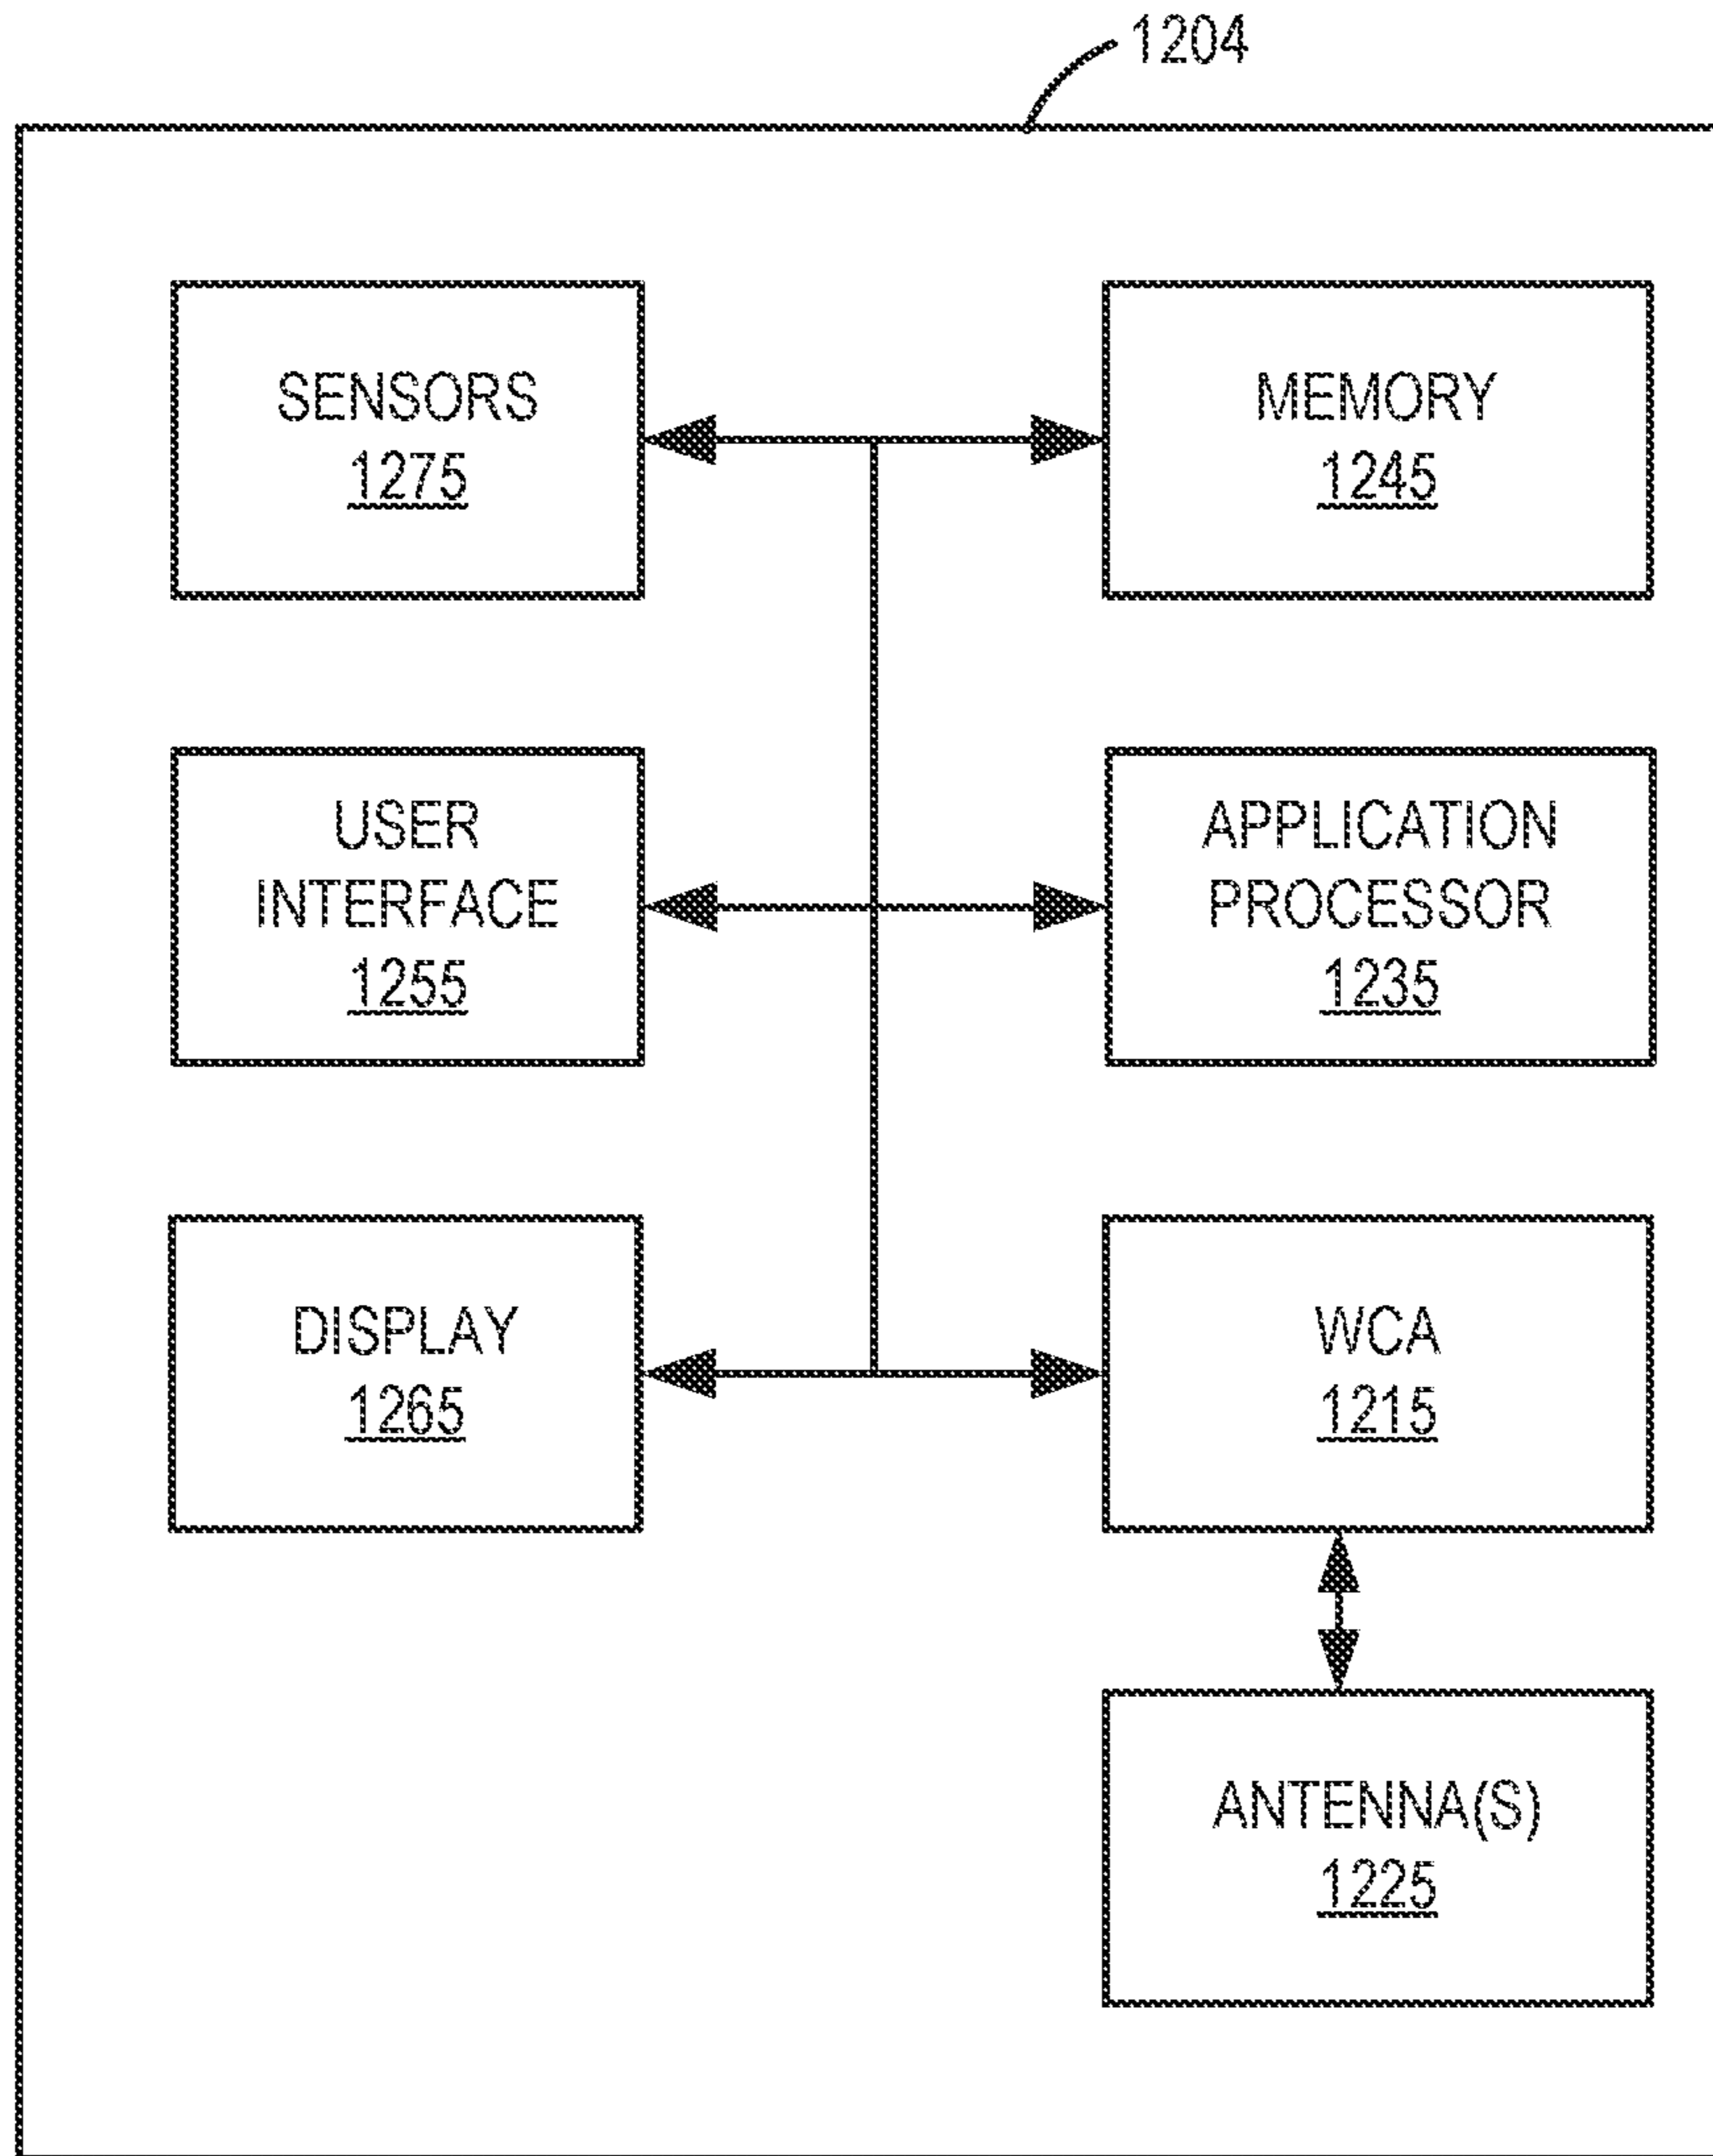 1204
SENSORS
1275
MEMORY
1245
USER
INTERFACE
1255
APPLICATION
PROCESSOR
1235
DISPLAY
1265
WCA
1215
ANTENNA(S)
1225